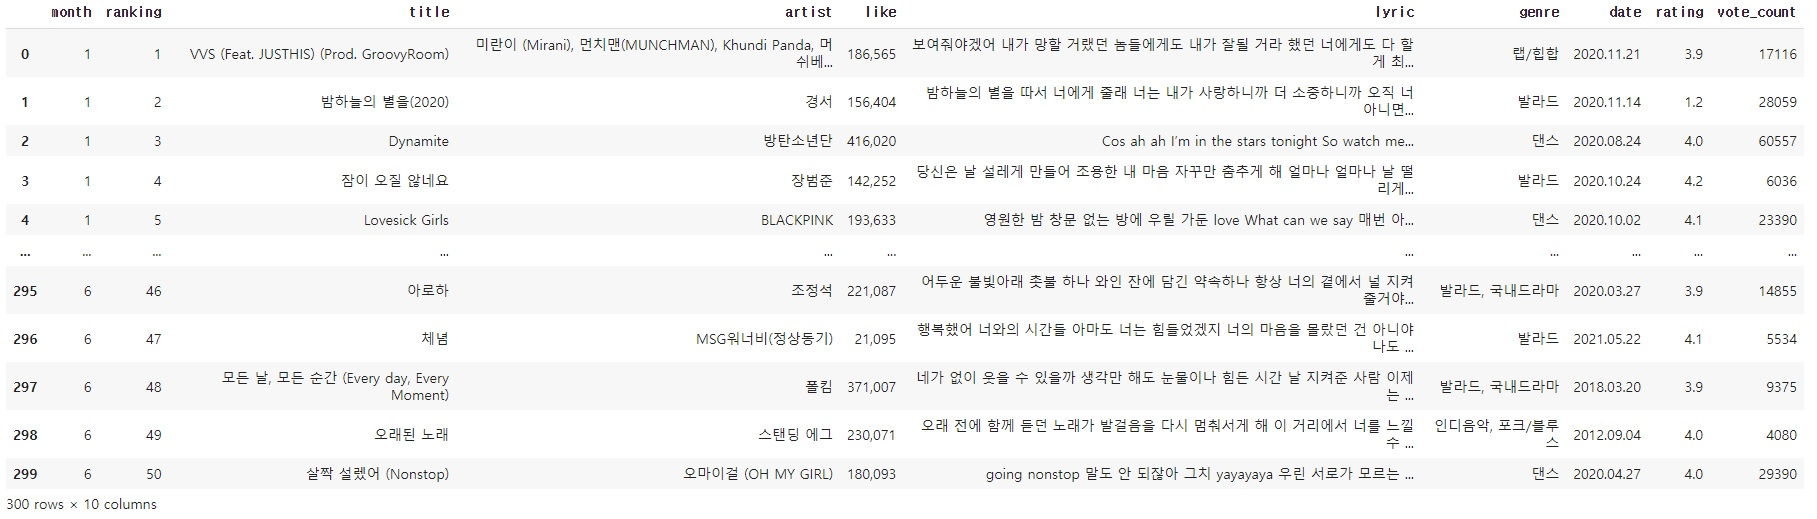 month ranking title artist like lyric genre date rating vote_count
0 1 1 VVS (Feat. JUSTHIS) (Prod. GroovyRoom) 미란이 (Mirani), 먼치맨(MUNCHMAN), Khundi Panda, 머쉬베... 186,565 보여줘야겠어 내가 망할 거랬던 놈들에게도 내가 잘될 거라 했던 너에게도 다 할게 최... 랩/힙합 2020.11.21 3.9 17116
1 1 2 밤하늘의 별을(2020) 경서 156,404 밤하늘의 별을 따서 너에게 줄래 너는 내가 사랑하니까 더 소중하니까 오직 너 아니면... 발라드 2020.11.14 1.2 28059
2 1 3 Dynamite 방탄소년단 416,020 Cos ah ah I’m in the stars tonight So watch me... 댄스 2020.08.24 4.0 60557
3 1 4 잠이 오질 않네요 장범준 142,252 당신은 날 설레게 만들어 조용한 내 마음 자꾸만 춤추게 해 얼마나 얼마나 날 떨리게... 발라드 2020.10.24 4.2 6036
4 1 5 Lovesick Girls BLACKPINK 193,633 영원한 밤 창문 없는 방에 우릴 가둔 love What can we say 매번 아... 댄스 2020.10.02 4.1 23390
... ... ... ... ... ... ... ... ... ... ...
295 6 46 아로하 조정석 221,087 어두운 불빛아래 촛불 하나 와인 잔에 담긴 약속하나 항상 너의 곁에서 널 지켜줄거야... 발라드, 국내드라마 2020.03.27 3.9 14855
296 6 47 체념 MSG워너비(정상동기) 21,095 행복했어 너와의 시간들 아마도 너는 힘들었겠지 너의 마음을 몰랐던 건 아니야 나도 ... 발라드 2021.05.22 4.1 5534
297 6 48 모든 날, 모든 순간 (Every day, Every Moment) 폴킴 371,007 네가 없이 웃을 수 있을까 생각만 해도 눈물이나 힘든 시간 날 지켜준 사람 이제는 ... 발라드, 국내드라마 2018.03.20 3.9 9375
298 6 49 오래된 노래 스탠딩 에그 230,071 오래 전에 함께 듣던 노래가 발걸음을 다시 멈춰서게 해 이 거리에서 너를 느낄 수 ... 인디음악, 포크/블루스 2012.09.04 4.0 4080
299 6 50 살짝 설렜어 (Nonstop) 오마이걸 (OH MY GIRL) 180,093 going nonstop 말도 안 되잖아 그치 yayayaya 우린 서로가 모르는 ... 댄스 2020.04.27 4.0 29390
300 rows × 10 columns